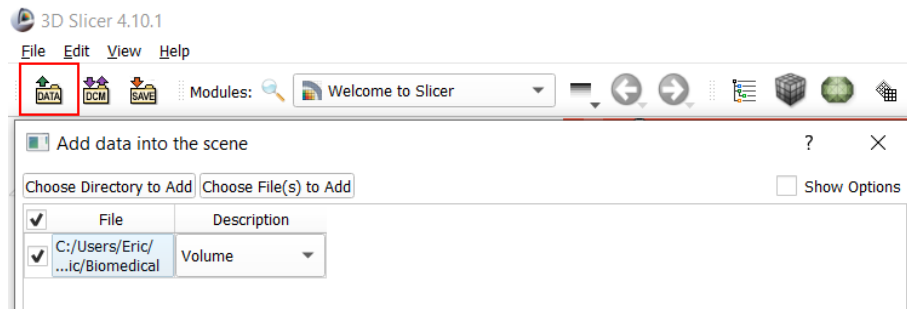 3D Slicer 4.10.1
File Edit View Help
DATA DCM SAVE Modules: Welcome to Slicer
Add data into the scene ?
Choose Directory to Add Choose File(s) to Add Show Options
File Description
C:/Users/Eric/
...ic/Biomedical Volume